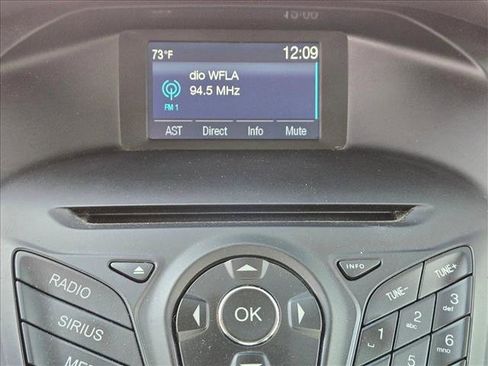 73°F 12:09
dio WFLA
94.5 MHz
FM 1
AST Direct Info Mute
INFO
TUNE- TUNE+
RADIO
SIRIUS
OK
1 2 abc 3 def
5 6 mno